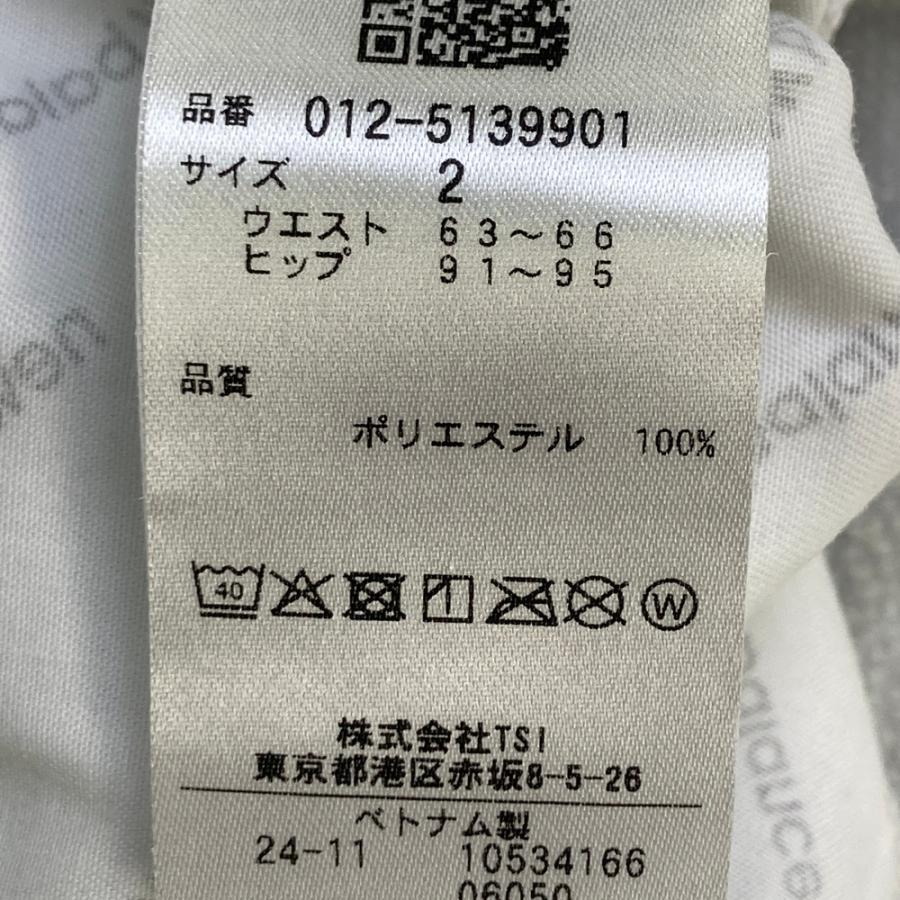 品番 012-5139901
サイズ 2
ウエスト 63～66
ヒップ 91～95
品質
ポリエステル 100%
40
W
株式会社TSI
東京都港区赤坂8-5-26
ベトナム製
24-11 10534166
06050